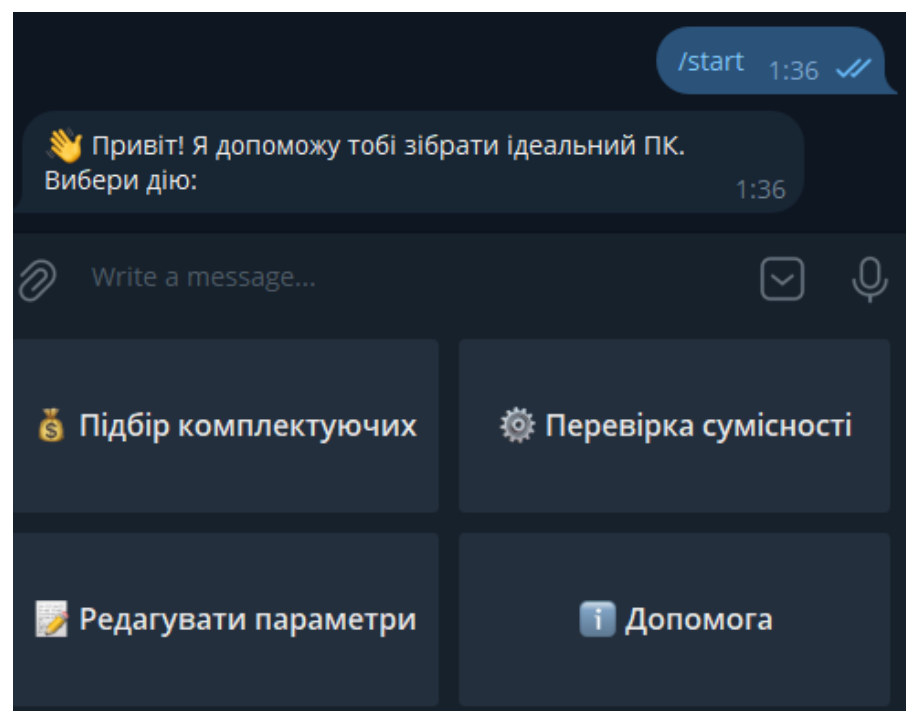 /start 1:36
👋 Привіт! Я допоможу тобі зібрати ідеальний ПК.
Вибери дію: 1:36
Write a message...
💰 Підбір комплектуючих
⚙️ Перевірка сумісності
📝 Редагувати параметри
ℹ️ Допомога